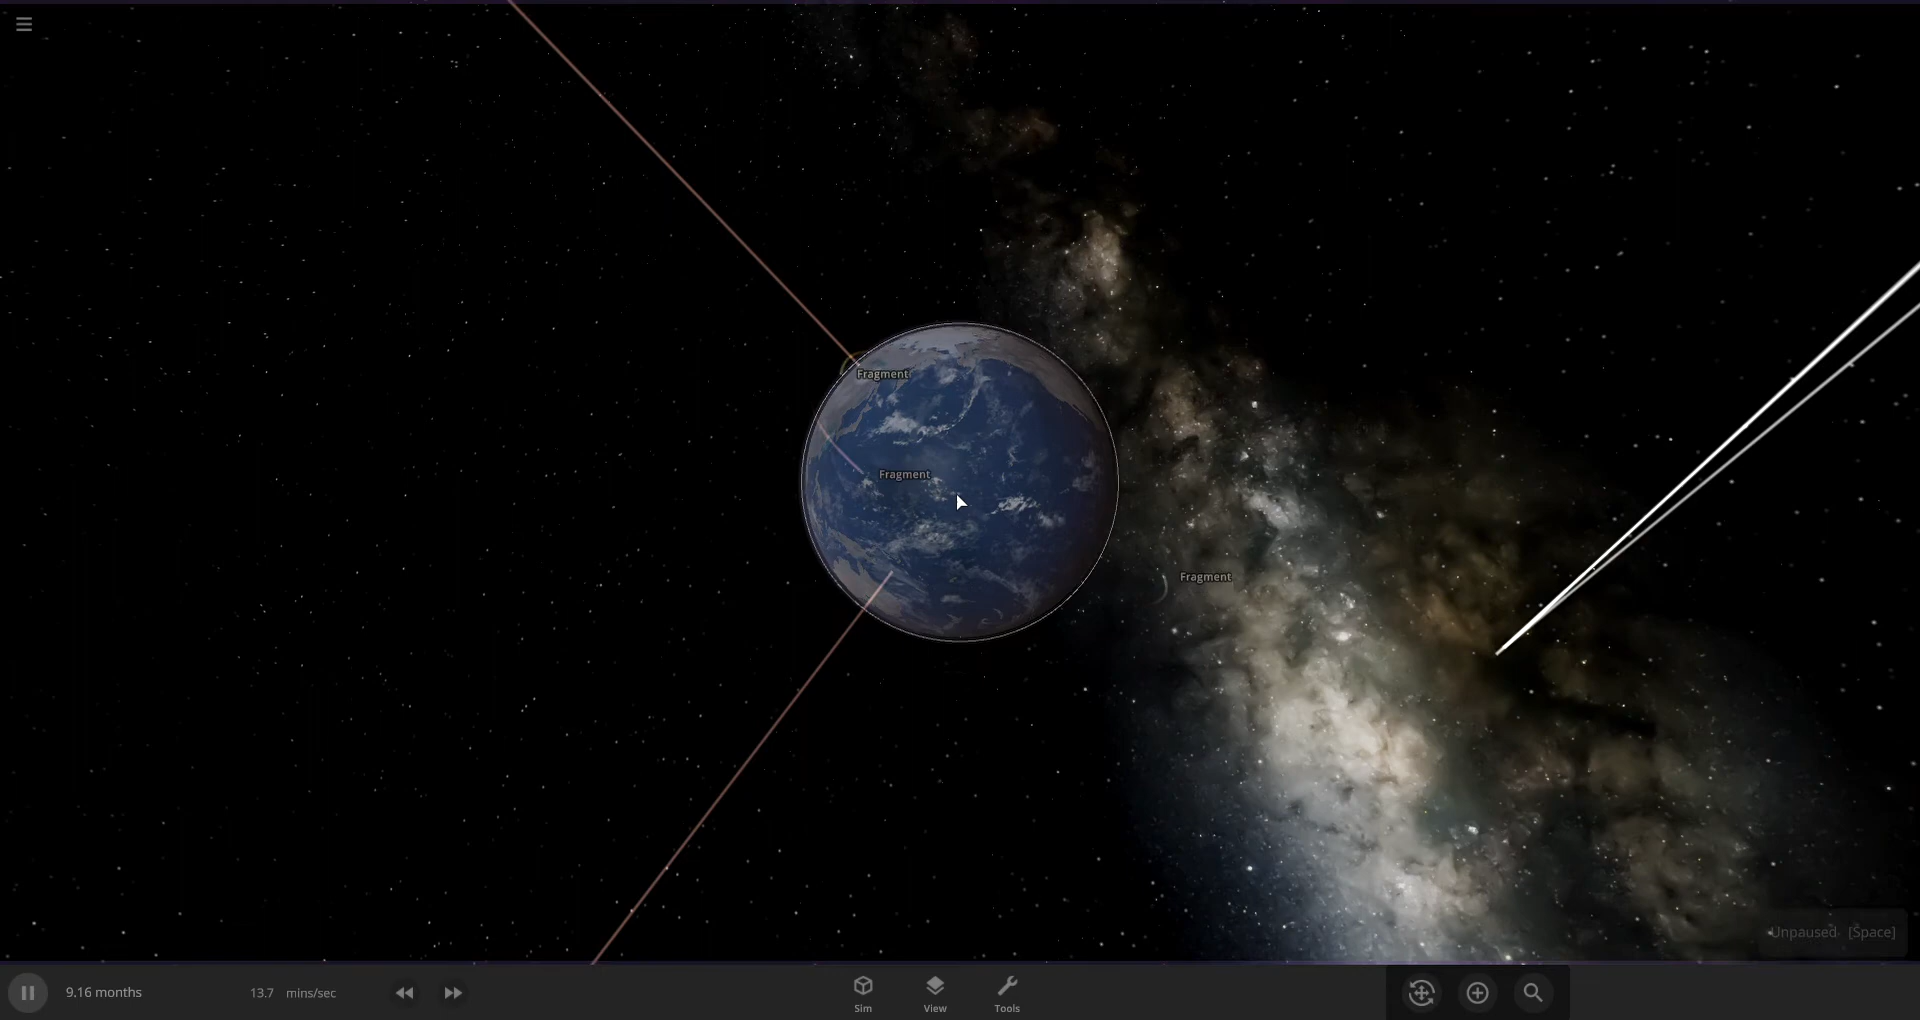 Fragment
Fragment
Fragment
Unpaused [Space]
9.16 months
13.7 mins/sec
Sim
View
Tools